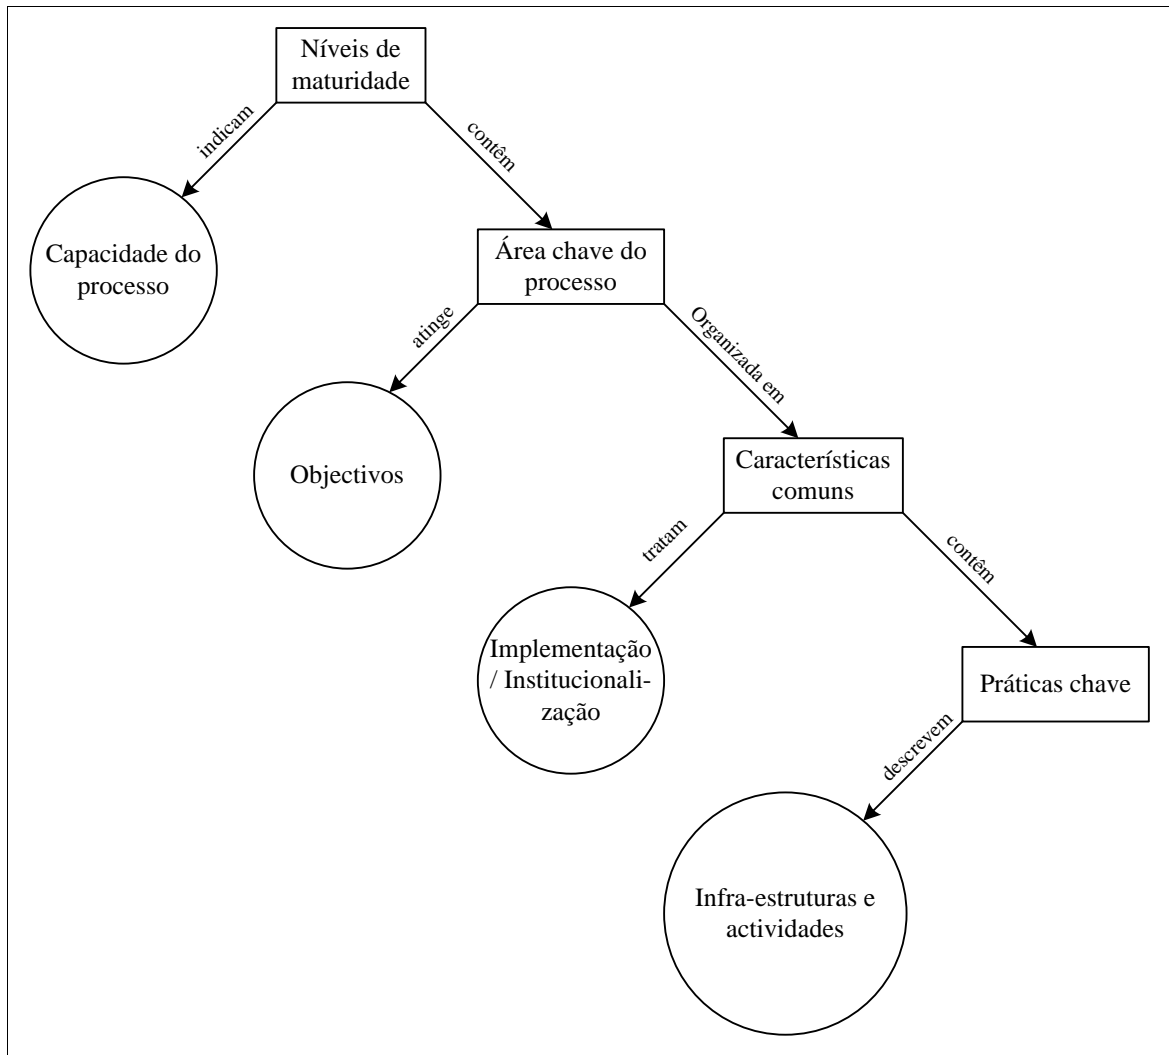 Níveis de
maturidade
indicam
contêm
Capacidade do
processo
Área chave do
processo
atinge
Organizada em
Objectivos
Características
comuns
tratam
contêm
Implementação
/ Institucionali-
zação
Práticas chave
descrevem
Infra-estruturas e
actividades